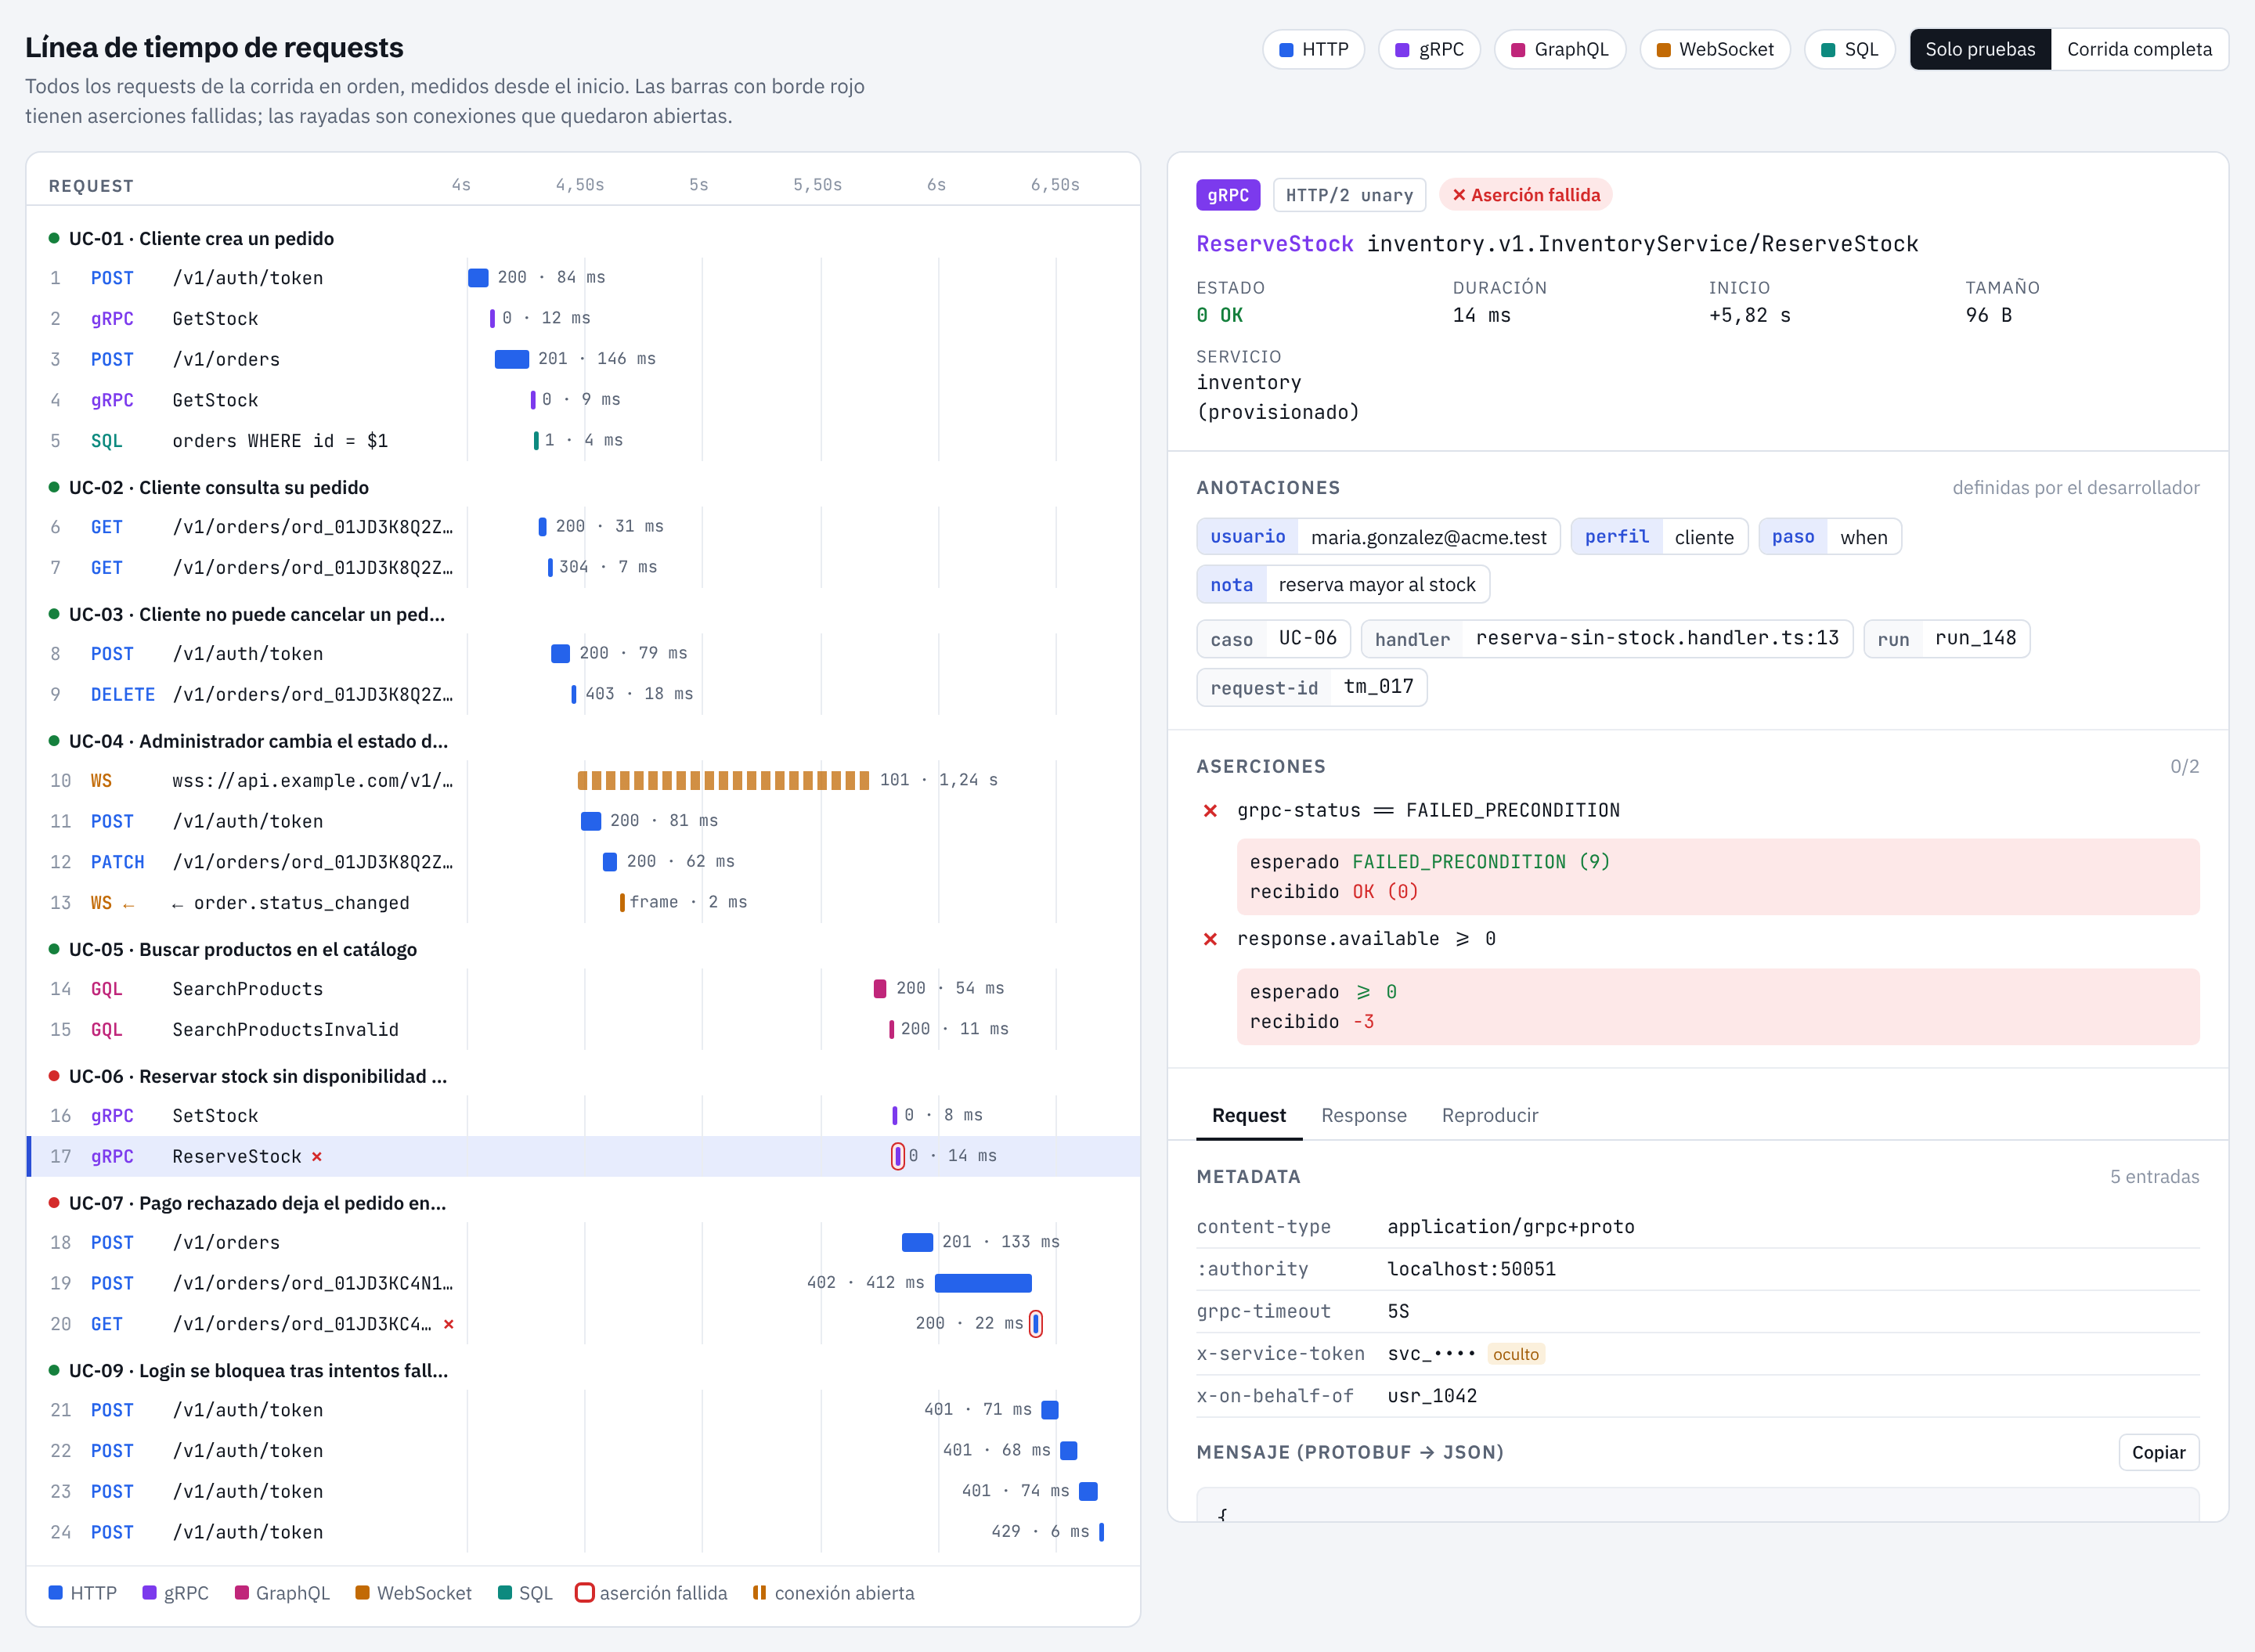 Línea de tiempo de requests
Todos los requests de la corrida en orden, medidos desde el inicio. Las barras con borde rojo
tienen aserciones fallidas; las rayadas son conexiones que quedaron abiertas.
HTTP gRPC GraphQL WebSocket SQL Solo pruebas Corrida completa
REQUEST 4s 4,50s 5s 5,50s 6s 6,50s
UC-01 · Cliente crea un pedido
1 POST /v1/auth/token 200 · 84 ms
2 gRPC GetStock 0 · 12 ms
3 POST /v1/orders 201 · 146 ms
4 gRPC GetStock 0 · 9 ms
5 SQL orders WHERE id = $1 1 · 4 ms
UC-02 · Cliente consulta su pedido
6 GET /v1/orders/ord_01JD3K8Q2Z… 200 · 31 ms
7 GET /v1/orders/ord_01JD3K8Q2Z… 304 · 7 ms
UC-03 · Cliente no puede cancelar un ped…
8 POST /v1/auth/token 200 · 79 ms
9 DELETE /v1/orders/ord_01JD3K8Q2Z… 403 · 18 ms
UC-04 · Administrador cambia el estado d…
10 WS wss://api.example.com/v1/… 101 · 1,24 s
11 POST /v1/auth/token 200 · 81 ms
12 PATCH /v1/orders/ord_01JD3K8Q2Z… 200 · 62 ms
13 WS ← ← order.status_changed frame · 2 ms
UC-05 · Buscar productos en el catálogo
14 GQL SearchProducts 200 · 54 ms
15 GQL SearchProductsInvalid 200 · 11 ms
UC-06 · Reservar stock sin disponibilidad …
16 gRPC SetStock 0 · 8 ms
17 gRPC ReserveStock × 0 · 14 ms
UC-07 · Pago rechazado deja el pedido en…
18 POST /v1/orders 201 · 133 ms
19 POST /v1/orders/ord_01JD3KC4N1… 402 · 412 ms
20 GET /v1/orders/ord_01JD3KC4… × 200 · 22 ms
UC-09 · Login se bloquea tras intentos fall…
21 POST /v1/auth/token 401 · 71 ms
22 POST /v1/auth/token 401 · 68 ms
23 POST /v1/auth/token 401 · 74 ms
24 POST /v1/auth/token 429 · 6 ms
HTTP gRPC GraphQL WebSocket SQL aserción fallida conexión abierta
gRPC HTTP/2 unary × Aserción fallida
ReserveStock inventory.v1.InventoryService/ReserveStock
ESTADO DURACIÓN INICIO TAMAÑO
0 OK 14 ms +5,82 s 96 B
SERVICIO
inventory
(provisionado)
ANOTACIONES definidas por el desarrollador
usuario maria.gonzalez@acme.test perfil cliente paso when
nota reserva mayor al stock
caso UC-06 handler reserva-sin-stock.handler.ts:13 run run_148
request-id tm_017
ASERCIONES 0/2
× grpc-status == FAILED_PRECONDITION
esperado FAILED_PRECONDITION (9)
recibido OK (0)
× response.available >= 0
esperado >= 0
recibido -3
Request Response Reproducir
METADATA 5 entradas
content-type application/grpc+proto
:authority localhost:50051
grpc-timeout 5S
x-service-token svc_•••• oculto
x-on-behalf-of usr_1042
MENSAJE (PROTOBUF → JSON) Copiar
{